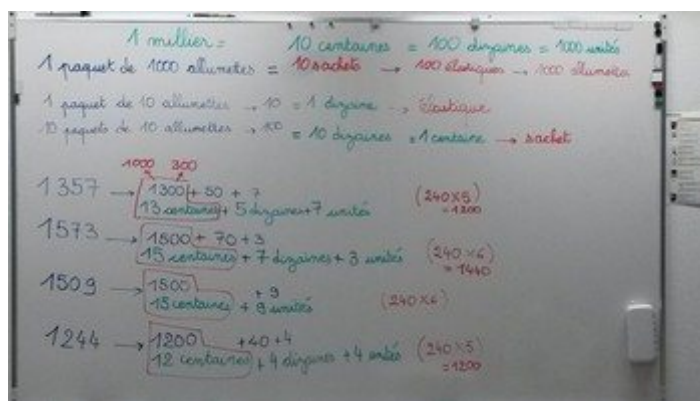 1 millier = 10 centaines = 100 dizaines = 1000 unités
1 paquet de 1000 allumettes = 10 sachets → 100 élastiques → 1000 allumettes
1 paquet de 10 allumettes → 10 = 1 dizaine → élastique
10 paquets de 10 allumettes → 100 = 10 dizaines = 1 centaine → sachet
1000 300
1357 → 1300 + 50 + 7
13 centaines + 5 dizaines + 7 unités (240 × 5) = 1200
1573 → 1500 + 70 + 3
15 centaines + 7 dizaines + 3 unités (240 × 6) = 1440
1509 → 1500 + 9
15 centaines + 9 unités (240 × 6)
1244 → 1200 + 40 + 4
12 centaines + 4 dizaines + 4 unités (240 × 5) = 1200